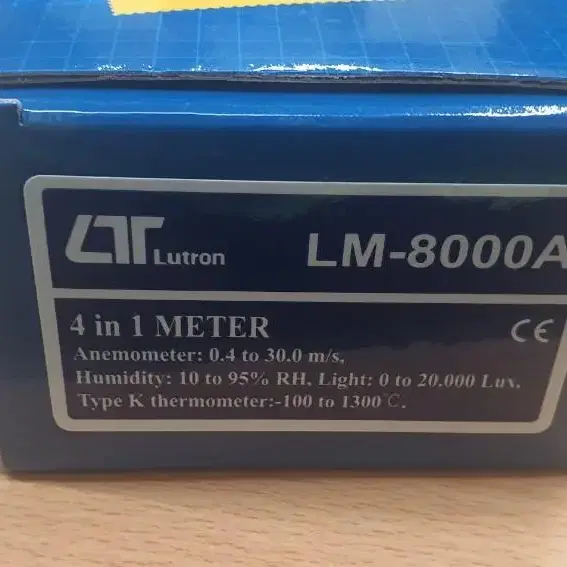 LT Lutron LM-8000A
4 in 1 METER CE
Anemometer: 0.4 to 30.0 m/s,
Humidity: 10 to 95% RH, Light: 0 to 20,000 Lux,
Type K thermometer:-100 to 1300℃.